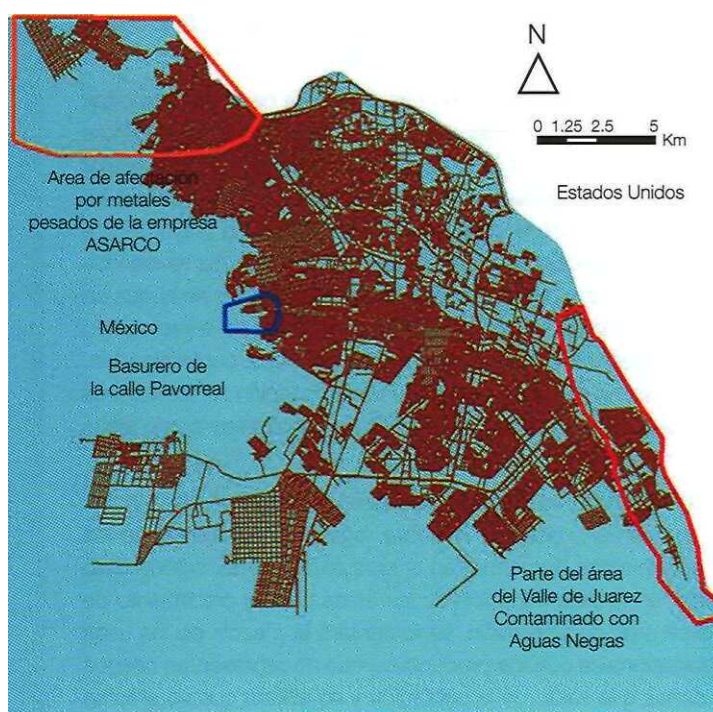 N
0 1.25 2.5 5
Km
Estados Unidos
Area de afectación
por metales
pesados de la empresa
ASARCO
México
Basurero de
la calle Pavorreal
Parte del área
del Valle de Juarez
Contaminado con
Aguas Negras